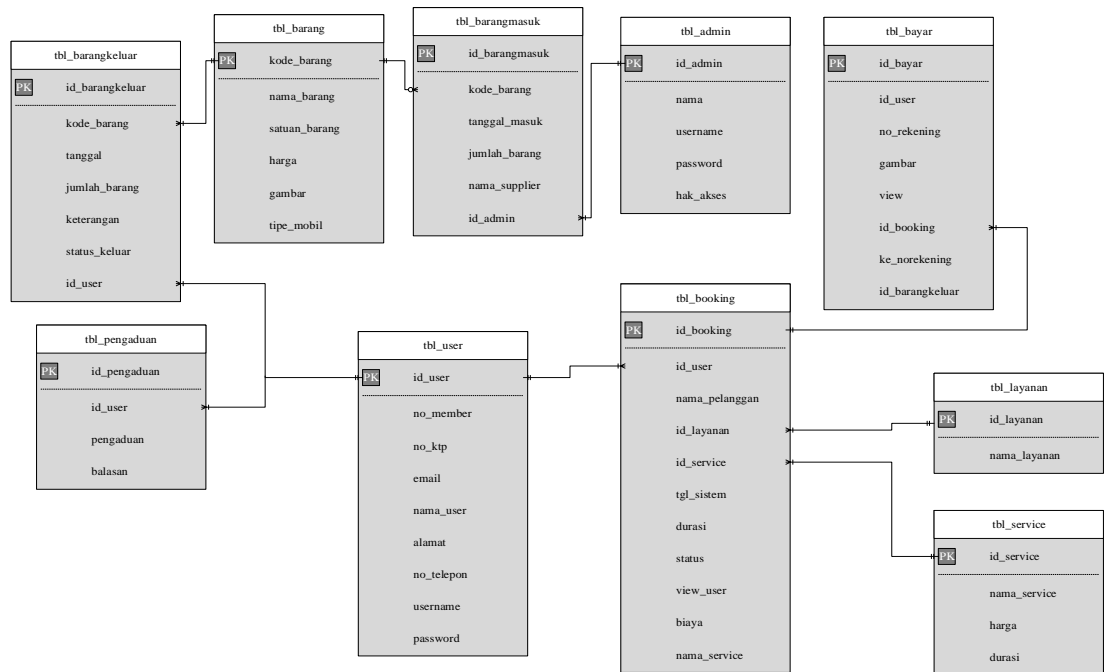 tbl_barangkeluar
PK id_barangkeluar
kode_barang
tanggal
jumlah_barang
keterangan
status_keluar
id_user
tbl_barang
PK kode_barang
nama_barang
satuan_barang
harga
gambar
tipe_mobil
tbl_barangmasuk
PK id_barangmasuk
kode_barang
tanggal_masuk
jumlah_barang
nama_supplier
id_admin
tbl_admin
PK id_admin
nama
username
password
hak_akses
tbl_bayar
PK id_bayar
id_user
no_rekening
gambar
view
id_booking
ke_norekening
id_barangkeluar
tbl_pengaduan
PK id_pengaduan
id_user
pengaduan
balasan
tbl_user
PK id_user
no_member
no_ktp
email
nama_user
alamat
no_telepon
username
password
tbl_booking
PK id_booking
id_user
nama_pelanggan
id_layanan
id_service
tgl_sistem
durasi
status
view_user
biaya
nama_service
tbl_layanan
PK id_layanan
nama_layanan
tbl_service
PK id_service
nama_service
harga
durasi